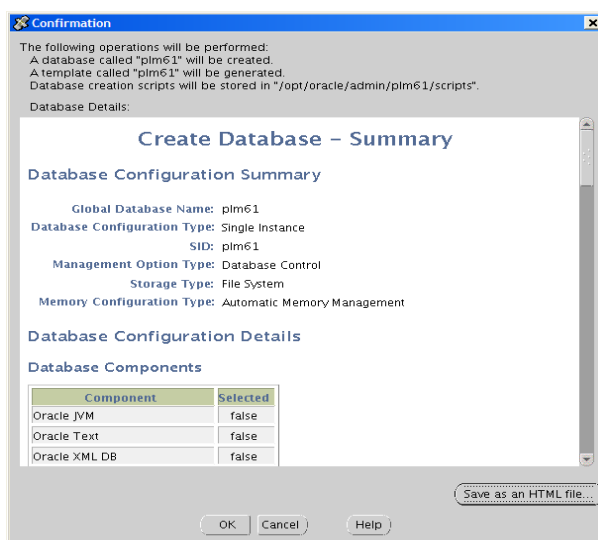 Confirmation
The following operations will be performed:
A database called "plm61" will be created.
A template called "plm61" will be generated.
Database creation scripts will be stored in "/opt/oracle/admin/plm61/scripts".
Database Details:
Create Database – Summary
Database Configuration Summary
Global Database Name: plm61
Database Configuration Type: Single Instance
SID: plm61
Management Option Type: Database Control
Storage Type: File System
Memory Configuration Type: Automatic Memory Management
Database Configuration Details
Database Components
Component Selected
Oracle JVM false
Oracle Text false
Oracle XML DB false
Save as an HTML file...
OK Cancel Help